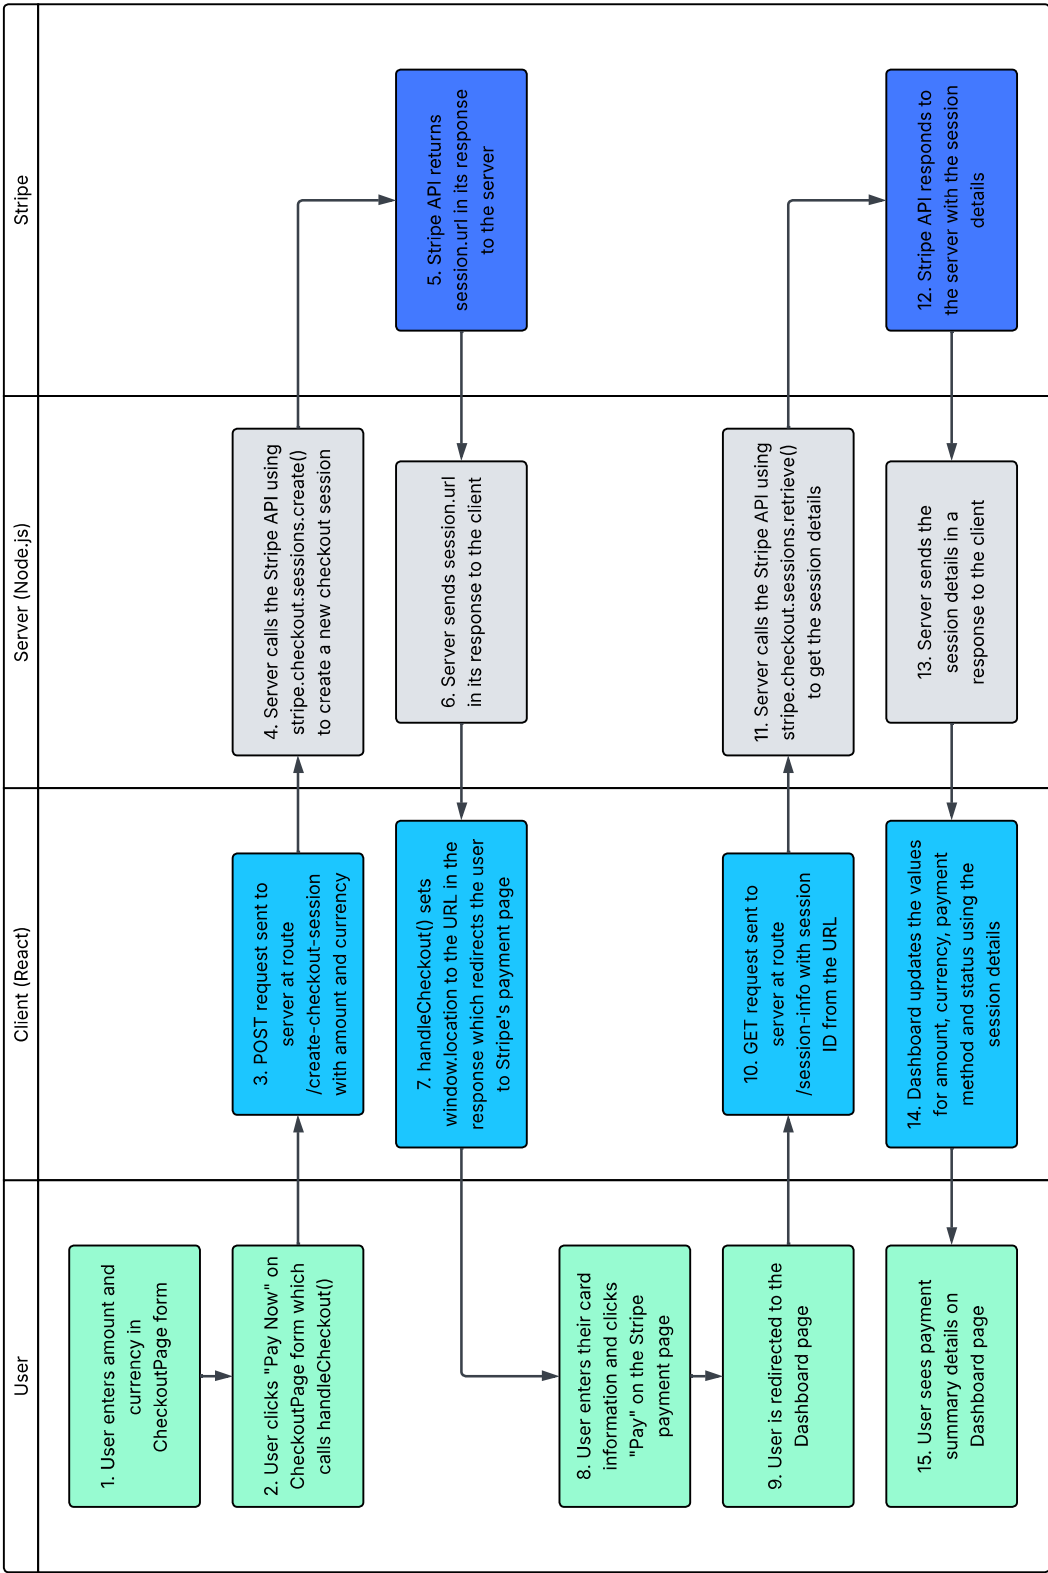 User
Client (React)
Server (Node.js)
Stripe
1. User enters amount and
currency in
CheckoutPage form
2. User clicks "Pay Now" on
CheckoutPage form which
calls handleCheckout()
3. POST request sent to
server at route
/create-checkout-session
with amount and currency
4. Server calls the Stripe API using
stripe.checkout.sessions.create()
to create a new checkout session
5. Stripe API returns
session.url in its response
to the server
6. Server sends session.url
in its response to the client
7. handleCheckout() sets
window.location to the URL in the
response which redirects the user
to Stripe's payment page
8. User enters their card
information and clicks
"Pay" on the Stripe
payment page
9. User is redirected to the
Dashboard page
10. GET request sent to
server at route
/session-info with session
ID from the URL
11. Server calls the Stripe API using
stripe.checkout.sessions.retrieve()
to get the session details
12. Stripe API responds to
the server with the session
details
13. Server sends the
session details in a
response to the client
14. Dashboard updates the values
for amount, currency, payment
method and status using the
session details
15. User sees payment
summary details on
Dashboard page